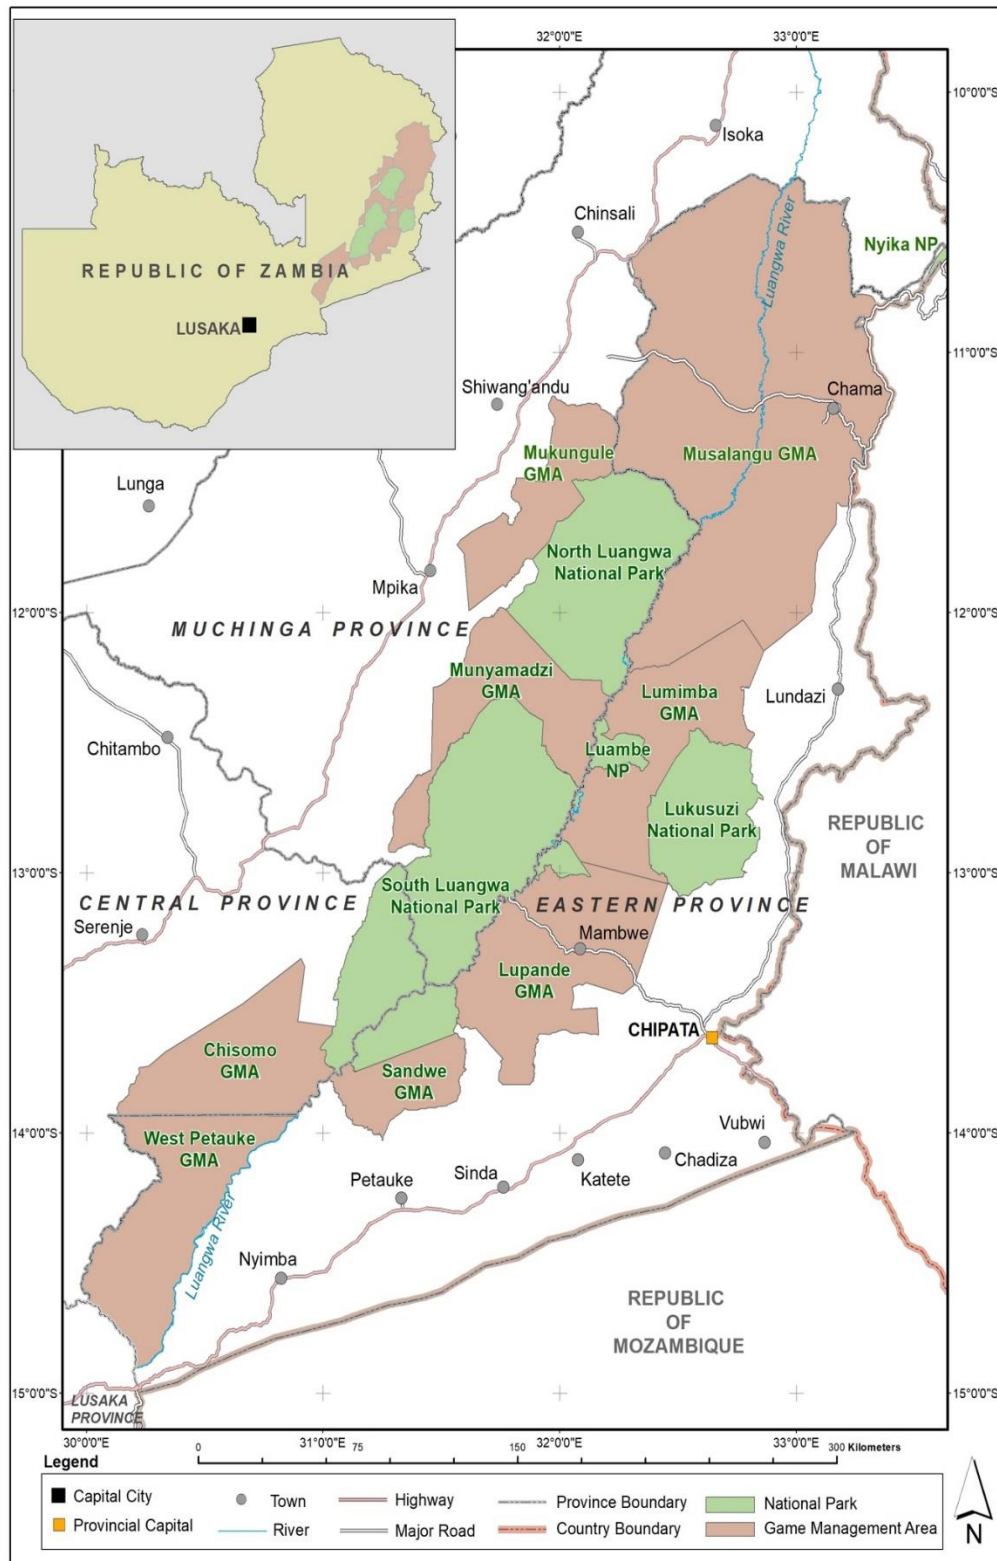 32°0'0"E
33°0'0"E
10°0'0"S
Isoka
Chinsali
Luangwa River
Nyika NP
REPUBLIC OF ZAMBIA
LUSAKA
11°0'0"S
11°0'0"S
Shiwang'andu
Chama
Mukungule
GMA
Musalangu GMA
Lunga
North Luangwa
National Park
Mpika
12°0'0"S
12°0'0"S
MUCHINGA PROVINCE
Munyamadzi
GMA
Lumimba
GMA
Lundazi
Chitambo
Luambe
NP
Lukusuzi
National Park
REPUBLIC
OF
MALAWI
13°0'0"S
13°0'0"S
South Luangwa
National Park
CENTRAL PROVINCE
EASTERN PROVINCE
Serenje
Mambwe
Lupande
GMA
CHIPATA
Chisomo
GMA
Sandwe
GMA
14°0'0"S
14°0'0"S
West Petauke
GMA
Vubwi
Chadiza
Katete
Sinda
Petauke
Luangwa River
Nyimba
REPUBLIC
OF
MOZAMBIQUE
15°0'0"S
15°0'0"S
LUSAKA
PROVINCE
30°0'0"E
31°0'0"E
32°0'0"E
33°0'0"E
0 75 150 300 Kilometers
Legend
Capital City
Town
Highway
Province Boundary
National Park
Provincial Capital
River
Major Road
Country Boundary
Game Management Area
N